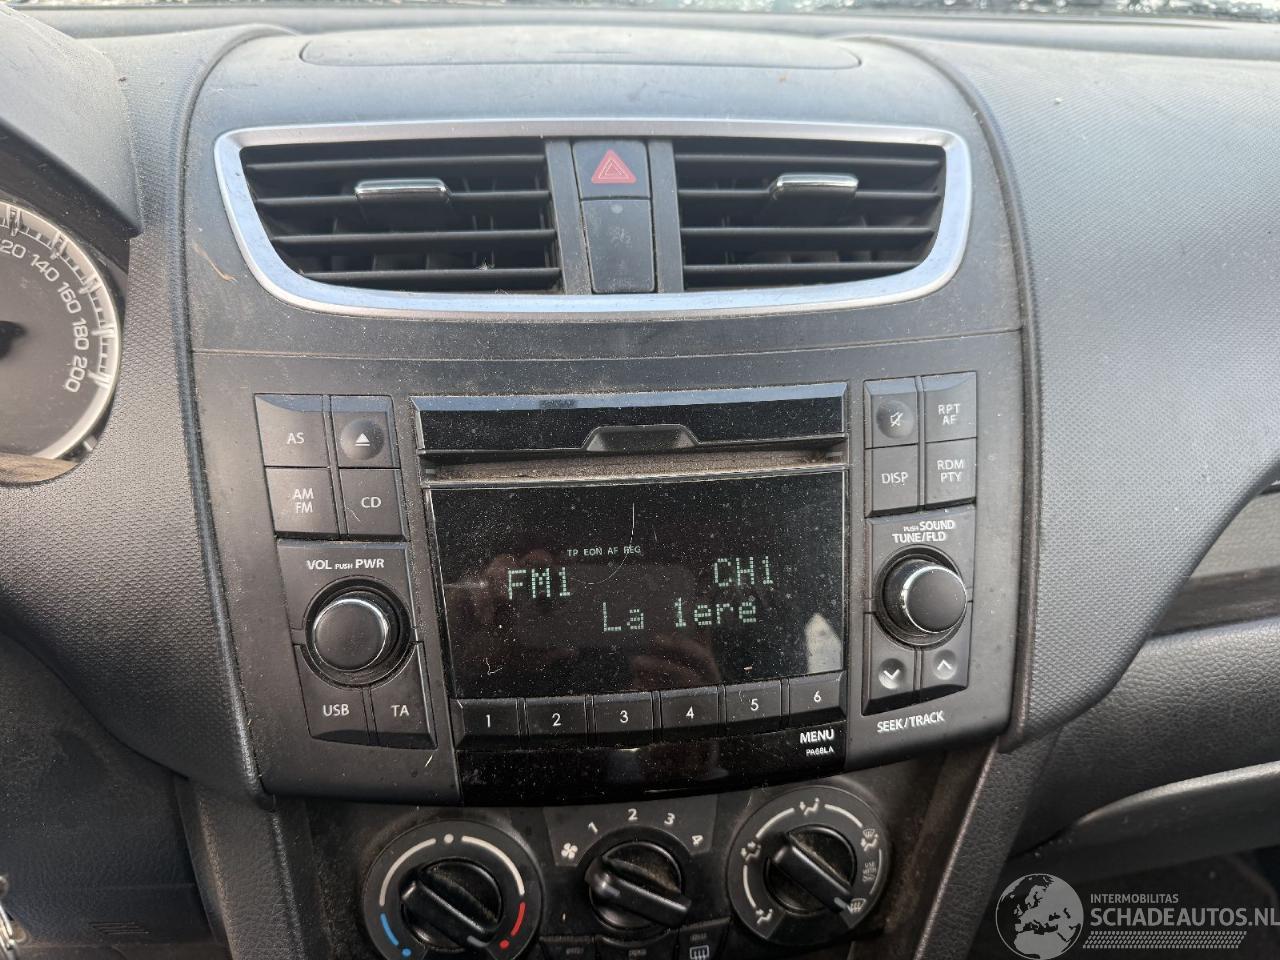 20 140 160 180 200
AS
AM
FM
CD
VOL PUSH PWR
USB
TA
TP EON AF REG
FM1
CH1
La 1ere
1 2 3 4 5 6
MENU
PA68LA
RPT
AF
DISP
RDM
PTY
PUSH SOUND
TUNE/FLD
SEEK/TRACK
1 2 3 4
INTERMOBILITAS
SCHADEAUTOS.NL